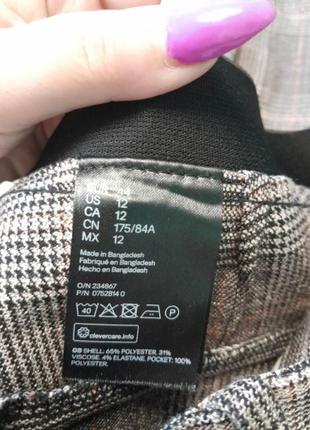 US 12
CA 12
CN 175/84A
MX 12
Made in Bangladesh
Fabriqué en Bangladesh
Hecho en Bangladesh
O/N 234867
P/N 0752814 0
40
P
clevercare.info
GB SHELL: 65% POLYESTER, 31%
VISCOSE, 4% ELASTANE. POCKET: 100%
POLYESTER.